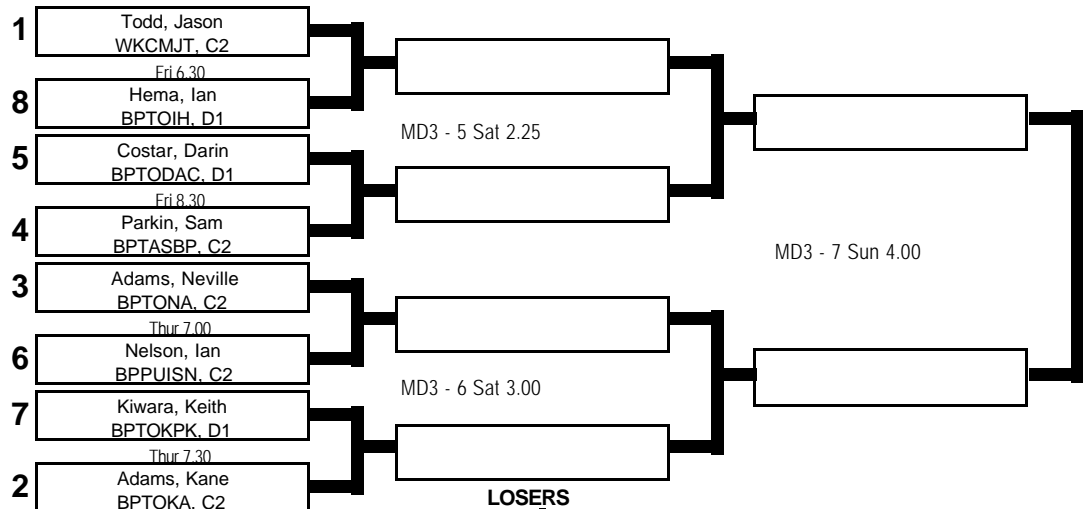 1
Todd, Jason
WKCMJT, C2
Fri 6.30
8
Hema, Ian
BPTOIH, D1
5
Costar, Darin
BPTODAC, D1
Fri 8.30
4
Parkin, Sam
BPTASBP, C2
3
Adams, Neville
BPTONA, C2
Thur 7.00
6
Nelson, Ian
BPPUISN, C2
7
Kiwara, Keith
BPTOKPK, D1
Thur 7.30
2
Adams, Kane
BPTOKA, C2
MD3 - 5 Sat 2.25
MD3 - 6 Sat 3.00
MD3 - 7 Sun 4.00
LOSERS